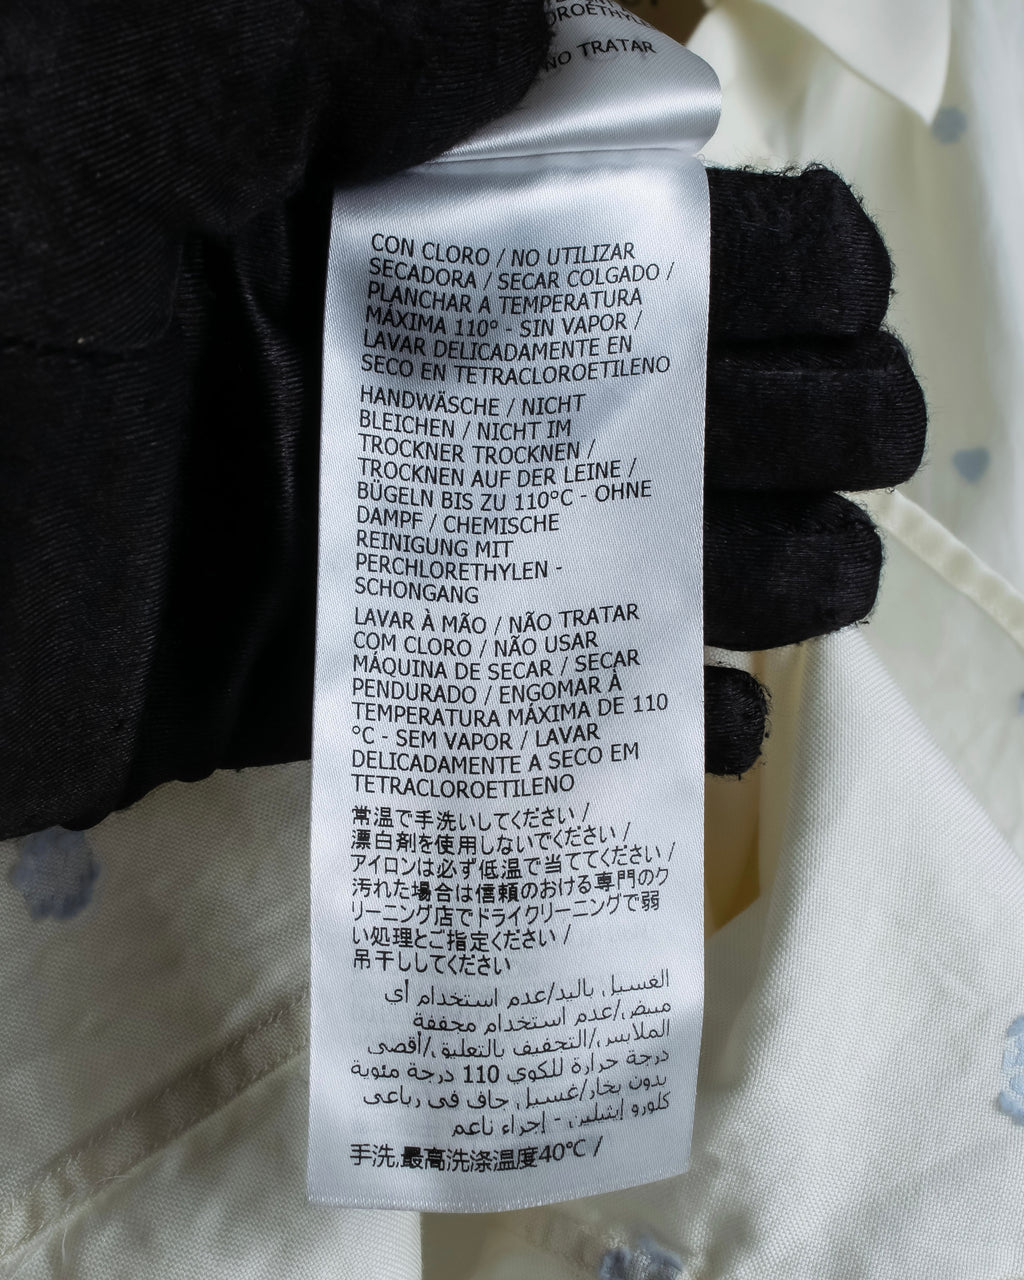 OROETHYL
NO TRATAR
CON CLORO / NO UTILIZAR
SECADORA / SECAR COLGADO /
PLANCHAR A TEMPERATURA
MÁXIMA 110° - SIN VAPOR /
LAVAR DELICADAMENTE EN
SECO EN TETRACLOROETILENO
HANDWÄSCHE / NICHT
BLEICHEN / NICHT IM
TROCKNER TROCKNEN /
TROCKNEN AUF DER LEINE /
BÜGELN BIS ZU 110°C - OHNE
DAMPF / CHEMISCHE
REINIGUNG MIT
PERCHLORETHYLEN -
SCHONGANG
LAVAR À MÃO / NÃO TRATAR
COM CLORO / NÃO USAR
MÁQUINA DE SECAR / SECAR
PENDURADO / ENGOMAR À
TEMPERATURA MÁXIMA DE 110
°C - SEM VAPOR / LAVAR
DELICADAMENTE A SECO EM
TETRACLOROETILENO
常温で手洗いしてください /
漂白剤を使用しないでください /
アイロンは必ず低温で当ててください /
汚れた場合は信頼のおける専門のク
リーニング店でドライクリーニングで弱
い処理とご指定ください /
吊干ししてください
الغسيل باليد/عدم استخدام أي
مبيض/عدم استخدام مجففة
الملابس/التجفيف بالتعليق/أقصى
درجة حرارة للكوي 110 درجة مئوية
بدون بخار/غسيل جاف في رباعي
كلورو إيثيلين - إجراء ناعم
手洗,最高洗涤温度40℃ /